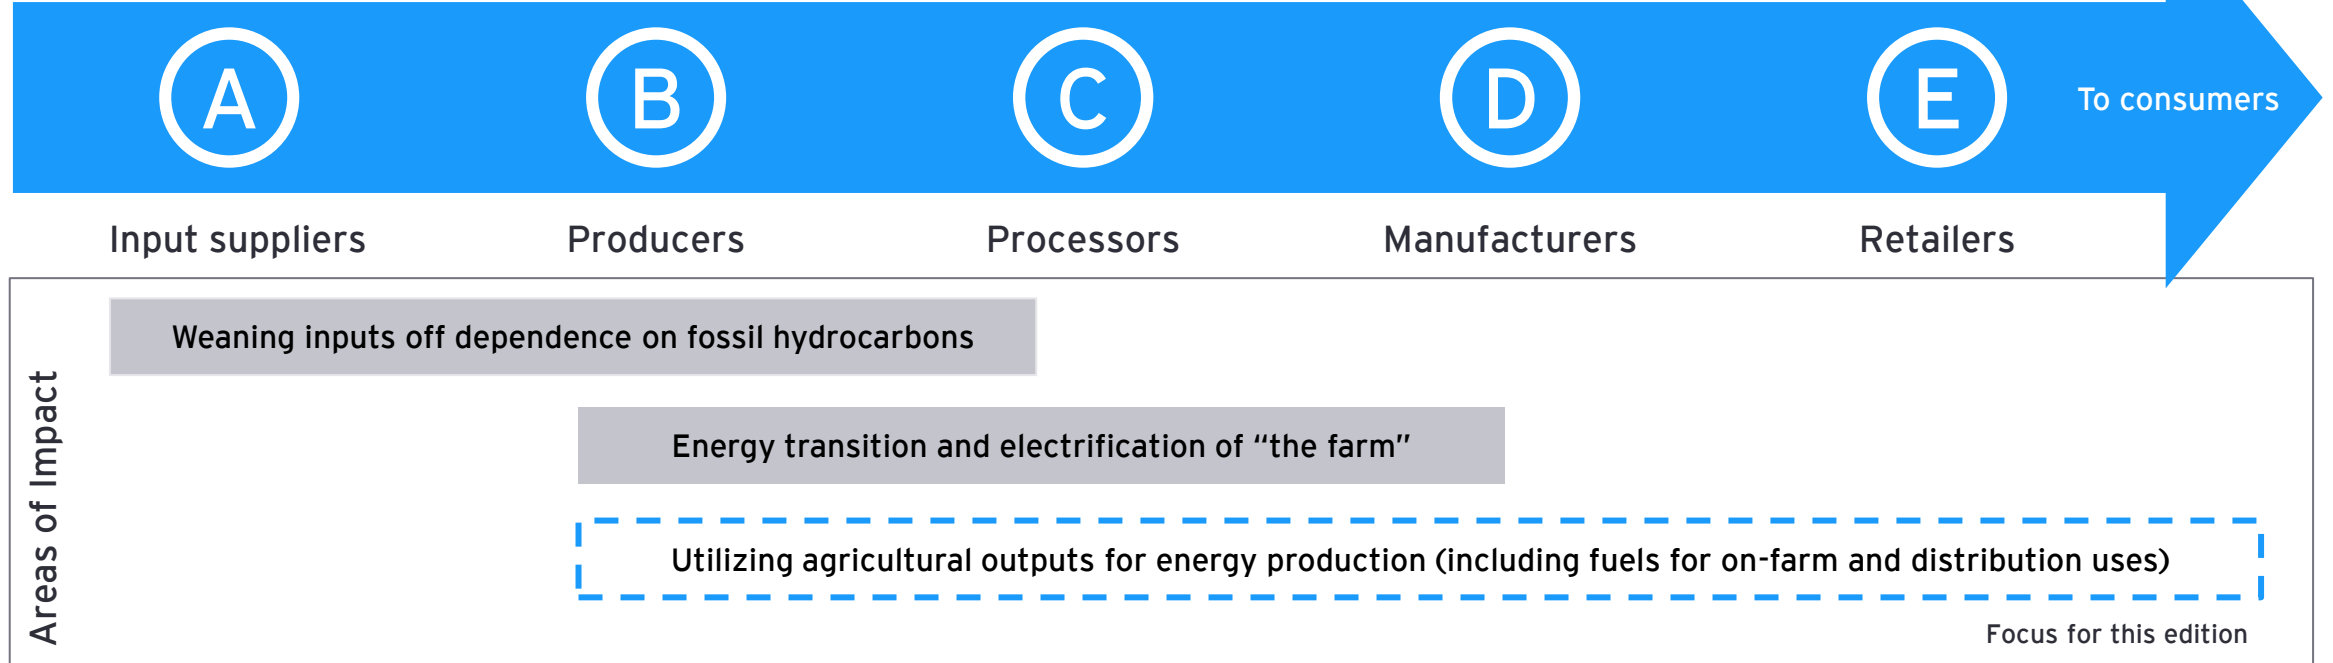 A
B
C
D
E
To consumers
Input suppliers
Producers
Processors
Manufacturers
Retailers
Areas of Impact
Weaning inputs off dependence on fossil hydrocarbons
Energy transition and electrification of “the farm”
Utilizing agricultural outputs for energy production (including fuels for on-farm and distribution uses)
Focus for this edition